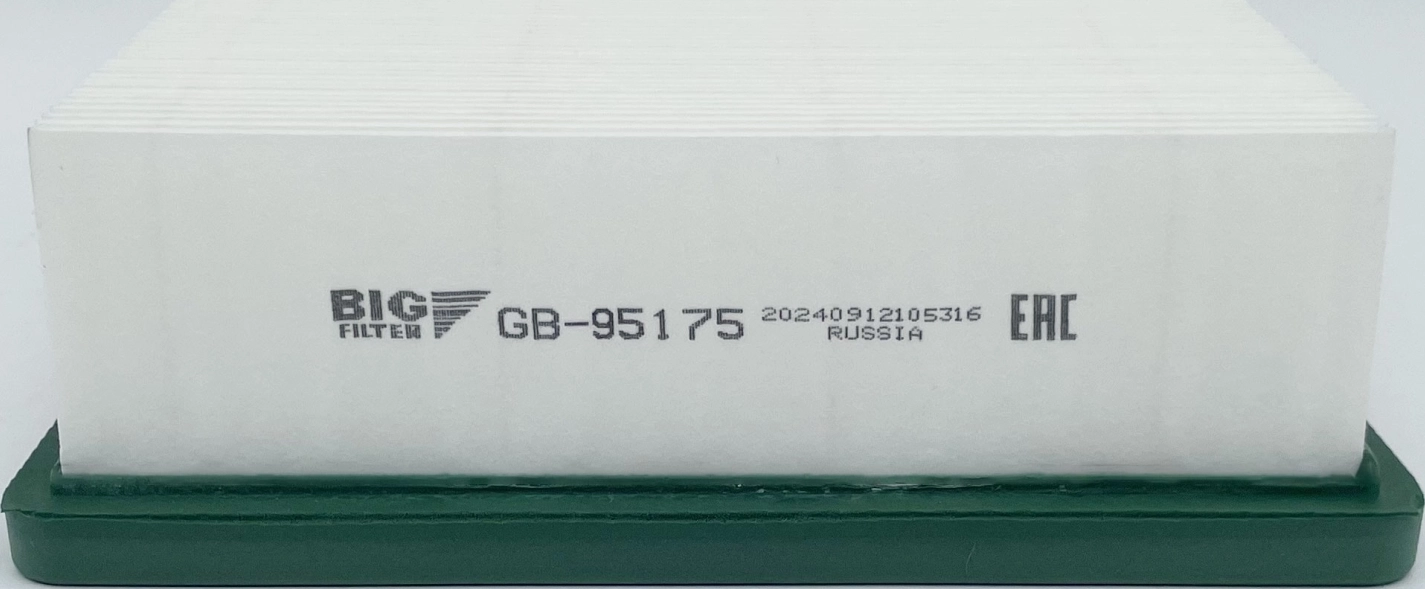 BIG
FILTER
GB-95175
20240912105316
RUSSIA
EAC